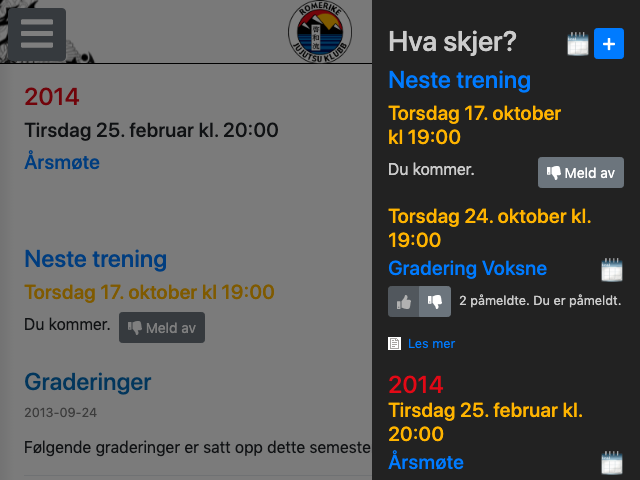 ROMERIKE
JUJUTSU KLUBB
2014
Tirsdag 25. februar kl. 20:00
Årsmøte
Neste trening
Torsdag 17. oktober kl 19:00
Du kommer.
Meld av
Graderinger
2013-09-24
Følgende graderinger er satt opp dette semeste
Hva skjer?
+
Neste trening
Torsdag 17. oktober
kl 19:00
Du kommer.
Meld av
Torsdag 24. oktober kl.
19:00
Gradering Voksne
2 påmeldte. Du er påmeldt.
Les mer
2014
Tirsdag 25. februar kl.
20:00
Årsmøte